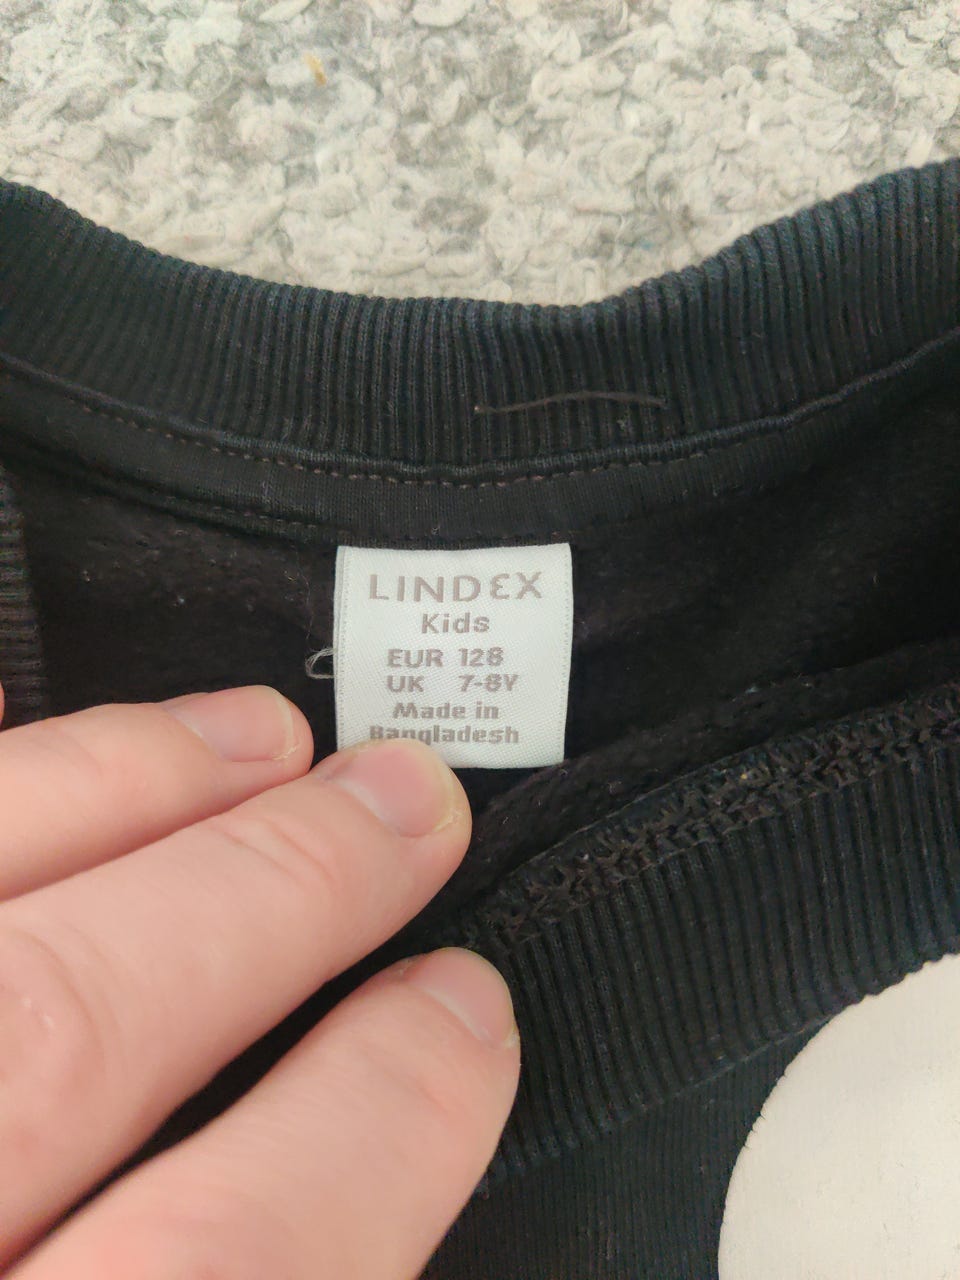 LINDEX
Kids
EUR 128
UK 7-8Y
Made in
Bangladesh